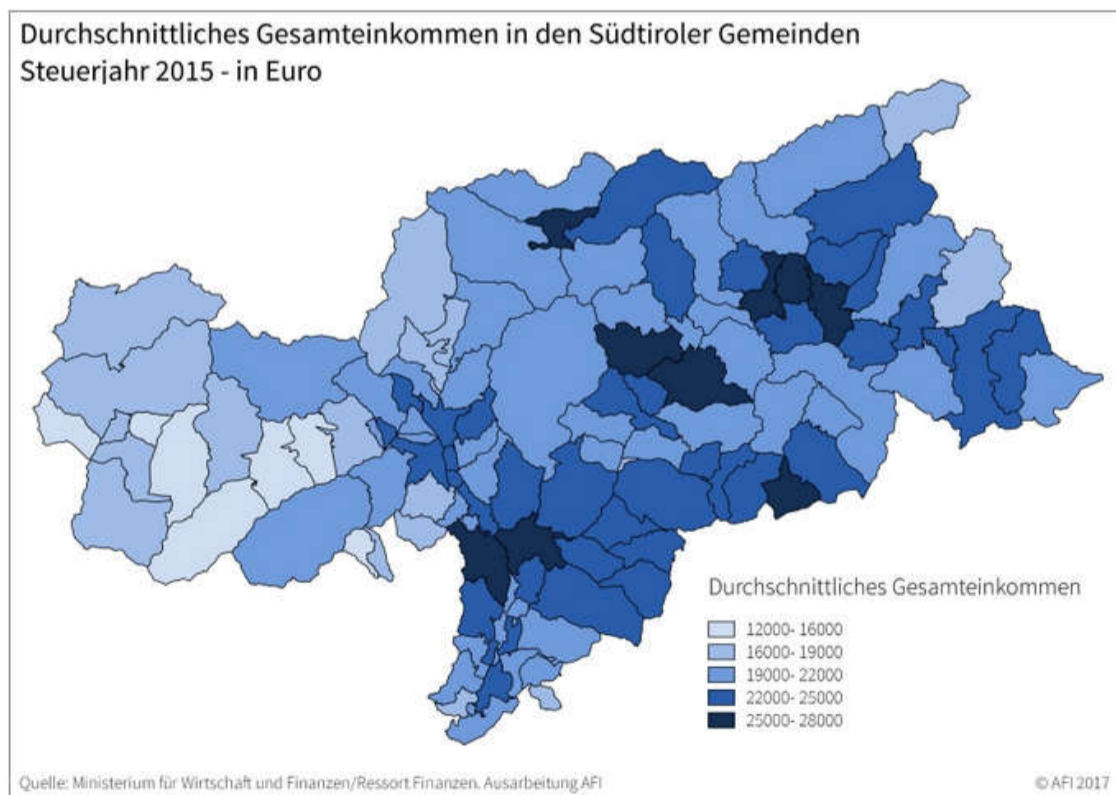 Durchschnittliches Gesamteinkommen in den Südtiroler Gemeinden
Steuerjahr 2015 - in Euro
Durchschnittliches Gesamteinkommen
12000- 16000
16000- 19000
19000- 22000
22000- 25000
25000- 28000
Quelle: Ministerium für Wirtschaft und Finanzen/Ressort Finanzen. Ausarbeitung AFI
© AFI 2017